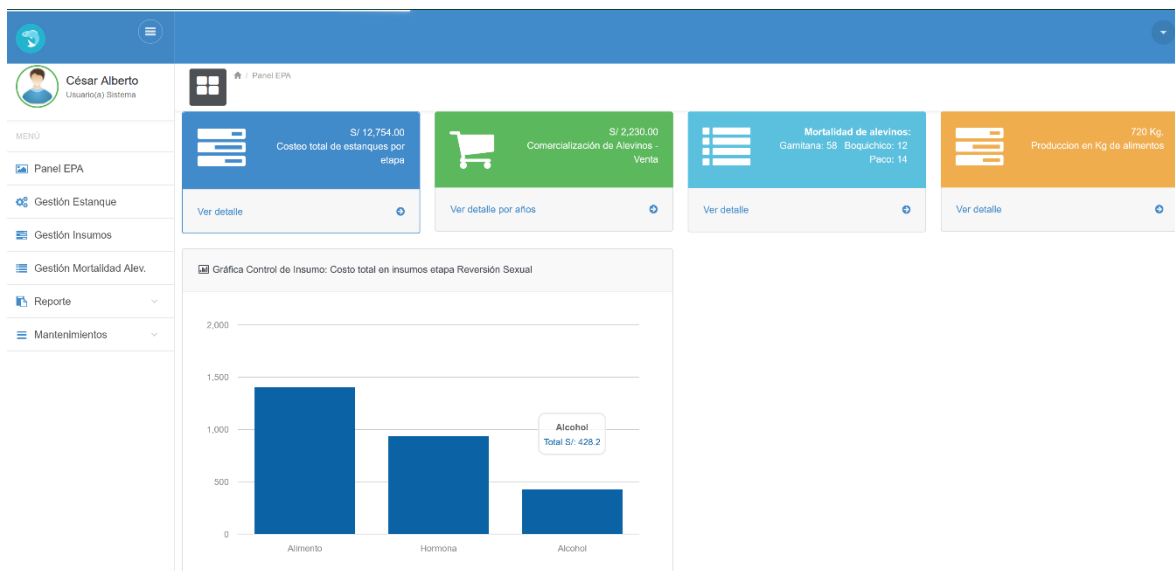 César Alberto
Usuario(a) Sistema
/ Panel EPA
MENÚ
Panel EPA
Gestión Estanque
Gestión Insumos
Gestión Mortalidad Alev.
Reporte
Mantenimientos
S/ 12,754.00
Costeo total de estanques por
etapa
Ver detalle
S/ 2,230.00
Comercialización de Alevinos -
Venta
Ver detalle por años
Mortalidad de alevinos:
Gamitana: 58 Boquichico: 12
Paco: 14
Ver detalle
720 Kg.
Produccion en Kg de alimentos
Ver detalle
Gráfica Control de Insumo: Costo total en insumos etapa Reversión Sexual
2,000
1,500
1,000
500
0
Alcohol
Total S/: 428.2
Alimento
Hormona
Alcohol